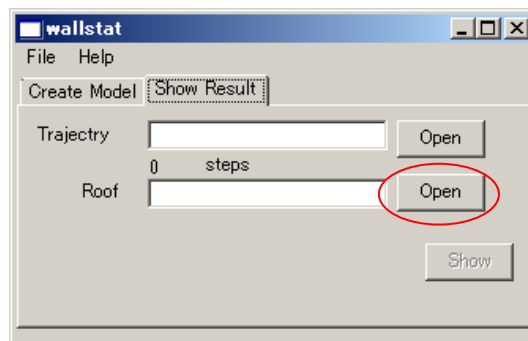 wallstat
File Help
Create Model Show Result
Trajectry Open
0 steps
Roof Open
Show